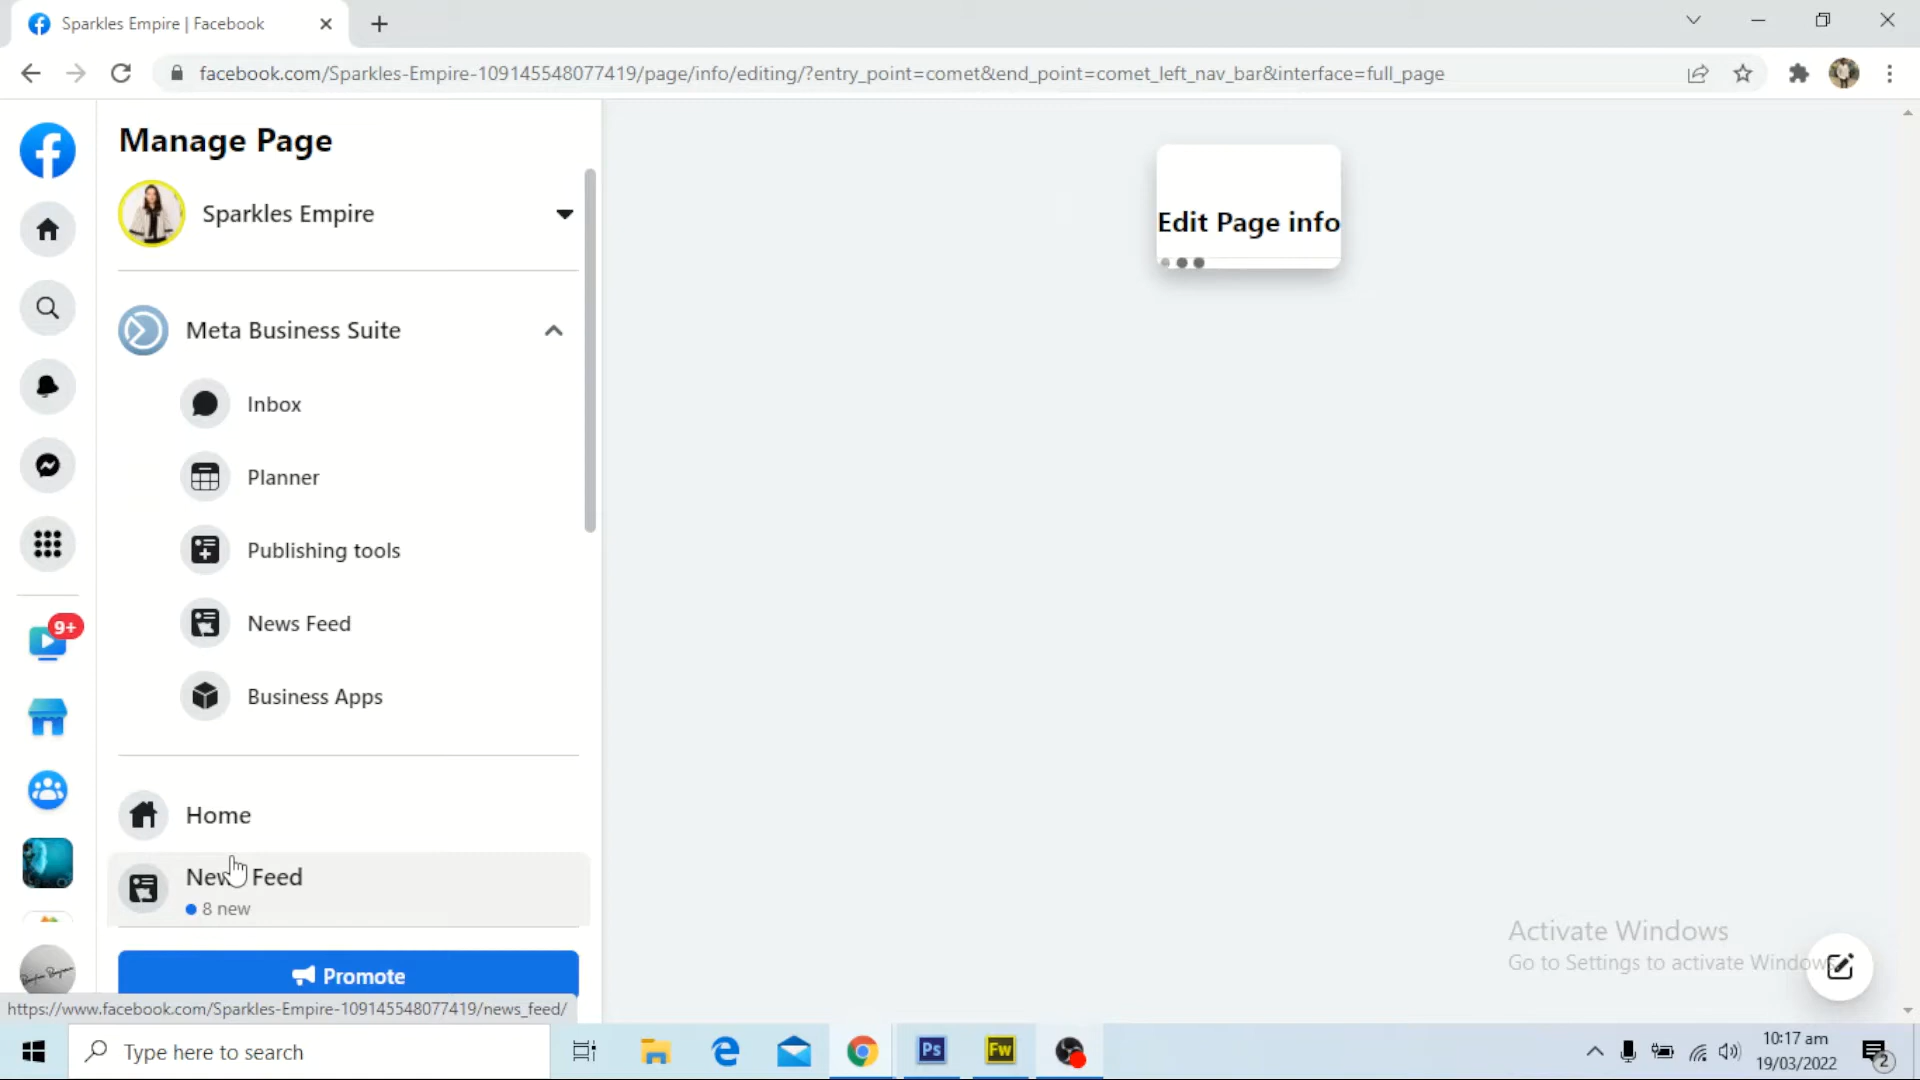 Sparkles Empire | Facebook
facebook.com/Sparkles-Empire-109145548077419/page/info/editing/?entry_point=comet&end_point=comet_left_nav_bar&interface=full_page
Manage Page
Sparkles Empire
Meta Business Suite
Inbox
Planner
Publishing tools
News Feed
Business Apps
Home
News Feed
8 new
Promote
9+
Edit Page info
Activate Windows
Go to Settings to activate Windows
https://www.facebook.com/Sparkles-Empire-109145548077419/news_feed/
Type here to search
Ps
Fw
10:17 am
19/03/2022
2